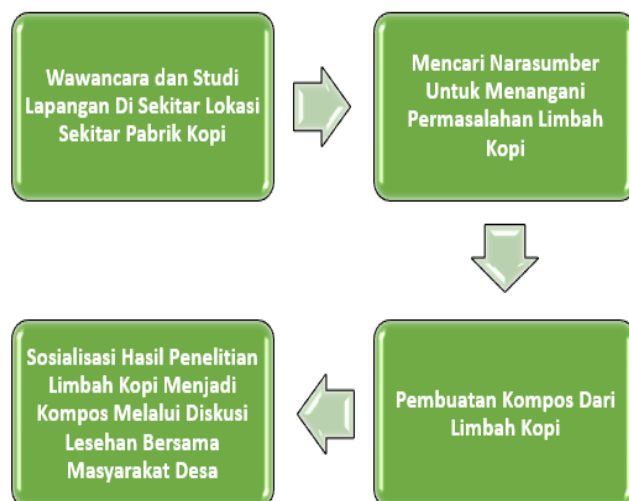 Wawancara dan Studi
Lapangan Di Sekitar Lokasi
Sekitar Pabrik Kopi
Mencari Narasumber
Untuk Menangani
Permasalahan Limbah
Kopi
Pembuatan Kompos Dari
Limbah Kopi
Sosialisasi Hasil Penelitian
Limbah Kopi Menjadi
Kompos Melalui Diskusi
Lesehan Bersama
Masyarakat Desa